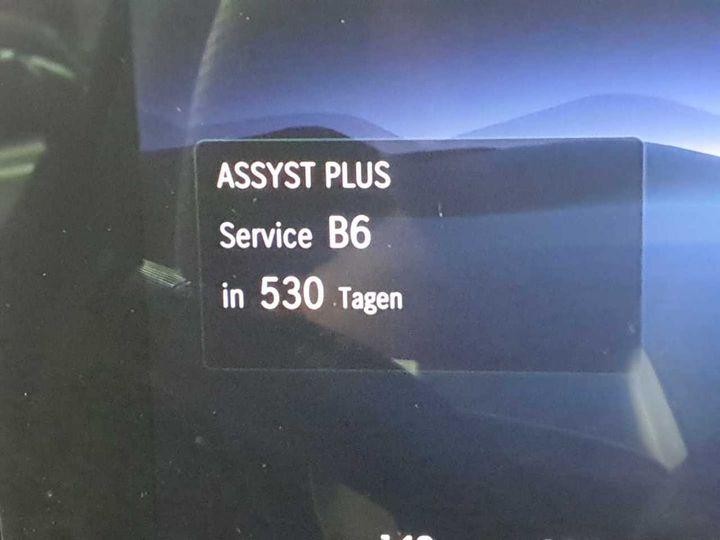 ASSYST PLUS
Service B6
in 530 Tagen